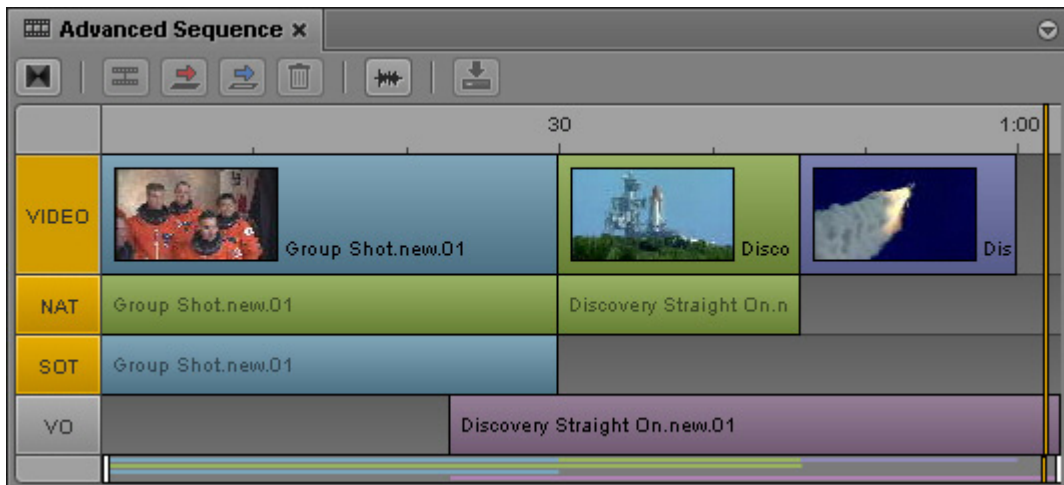 Advanced Sequence
30
1:00
VIDEO
Group Shot.new.01
Disco
Dis
NAT
Group Shot.new.01
Discovery Straight On.n
SOT
Group Shot.new.01
VO
Discovery Straight On.new.01